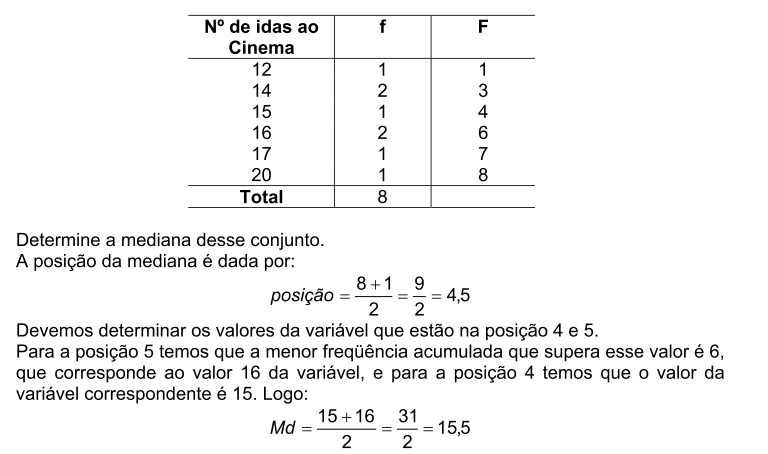 Nº de idas ao Cinema f F
12 1 1
14 2 3
15 1 4
16 2 6
17 1 7
20 1 8
Total 8
Determine a mediana desse conjunto.
A posição da mediana é dada por:
posição = (8 + 1)/2 = 9/2 = 4,5
Devemos determinar os valores da variável que estão na posição 4 e 5.
Para a posição 5 temos que a menor freqüência acumulada que supera esse valor é 6,
que corresponde ao valor 16 da variável, e para a posição 4 temos que o valor da
variável correspondente é 15. Logo:
Md = (15 + 16)/2 = 31/2 = 15,5